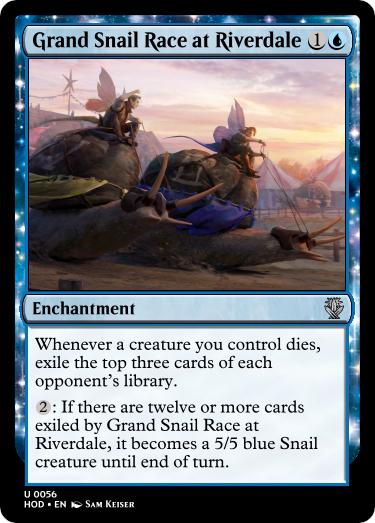 Grand Snail Race at Riverdale 1
Enchantment
Whenever a creature you control dies,
exile the top three cards of each
opponent's library.
2: If there are twelve or more cards
exiled by Grand Snail Race at
Riverdale, it becomes a 5/5 blue Snail
creature until end of turn.
U 0056
HOD • EN Sam Keiser